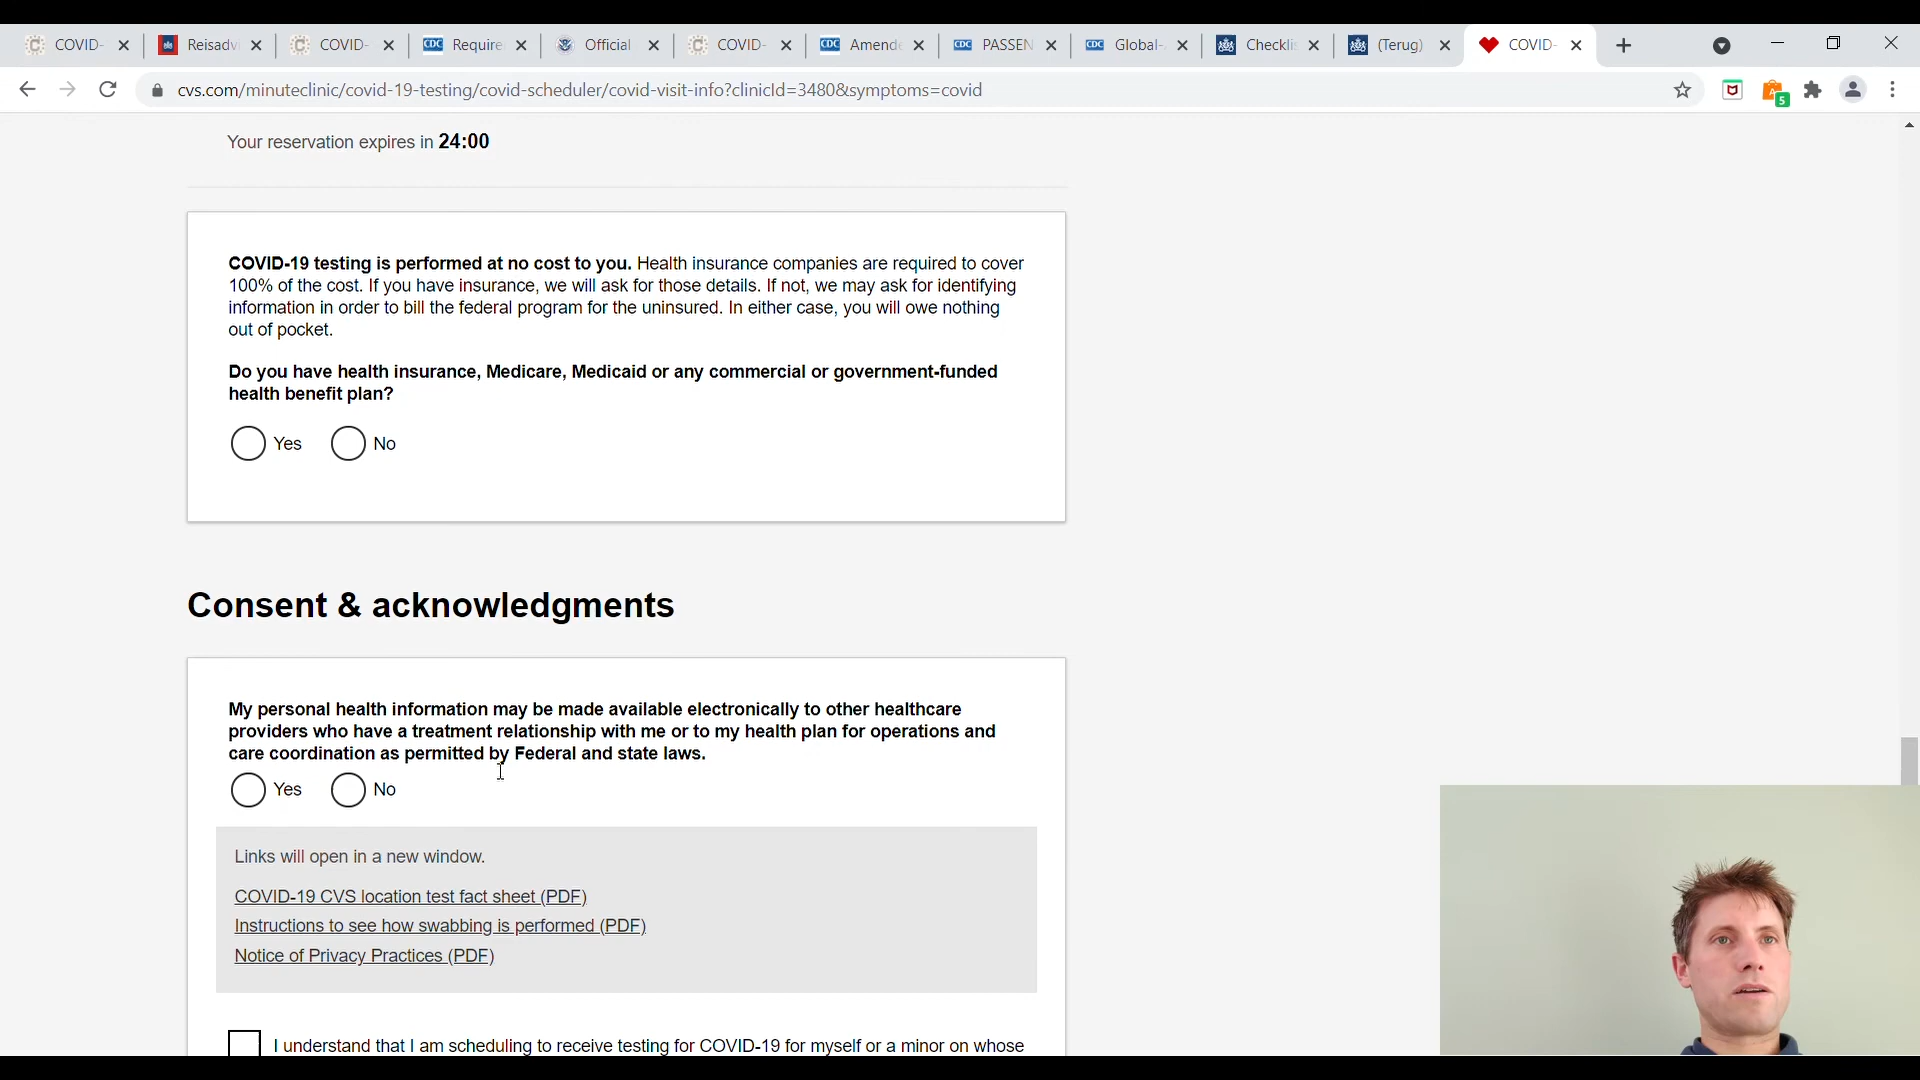 COVID-
Reisadv
COVID-
CDC Require
Official
COVID-
CDC Amende
CDC PASSEN
CDC Global-
Checklis
(Terug)
COVID-
cvs.com/minuteclinic/covid-19-testing/covid-scheduler/covid-visit-info?clinicId=3480&symptoms=covid
5
Your reservation expires in 24:00
COVID-19 testing is performed at no cost to you. Health insurance companies are required to cover
100% of the cost. If you have insurance, we will ask for those details. If not, we may ask for identifying
information in order to bill the federal program for the uninsured. In either case, you will owe nothing
out of pocket.
Do you have health insurance, Medicare, Medicaid or any commercial or government-funded
health benefit plan?
Yes No
Consent & acknowledgments
My personal health information may be made available electronically to other healthcare
providers who have a treatment relationship with me or to my health plan for operations and
care coordination as permitted by Federal and state laws.
Yes No
Links will open in a new window.
COVID-19 CVS location test fact sheet (PDF)
Instructions to see how swabbing is performed (PDF)
Notice of Privacy Practices (PDF)
I understand that I am scheduling to receive testing for COVID-19 for myself or a minor on whose